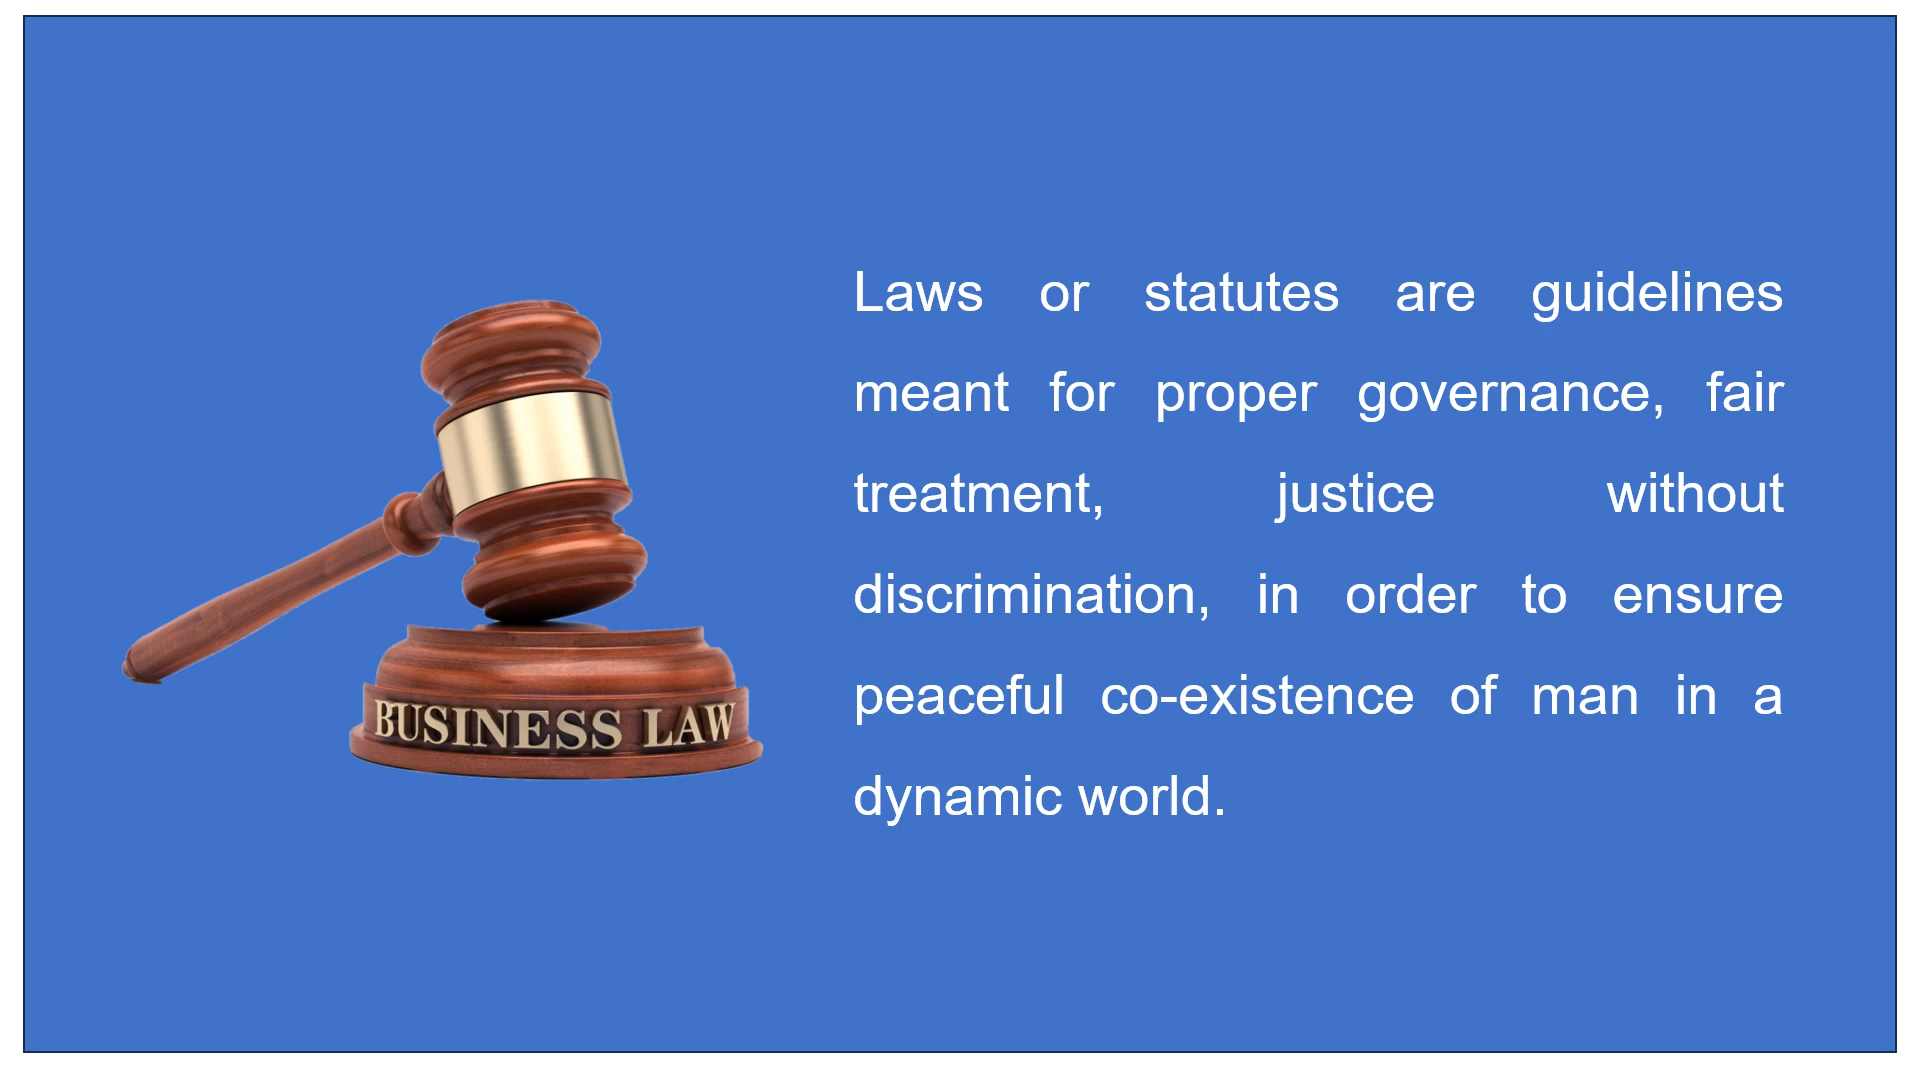 Laws or statutes are guidelines
meant for proper governance, fair
treatment, justice without
discrimination, in order to ensure
peaceful co-existence of man in a
dynamic world.
BUSINESS LAW